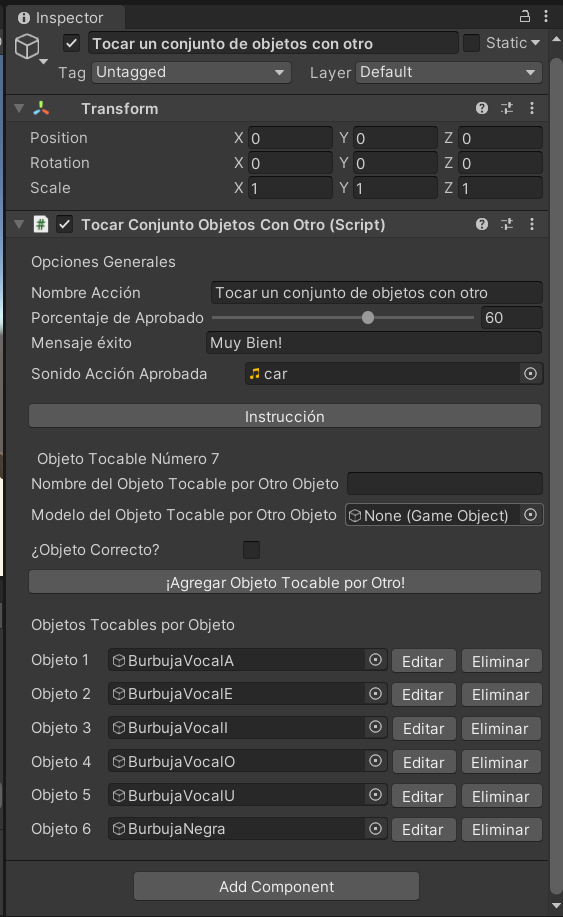 Inspector
Tocar un conjunto de objetos con otro Static
Tag Untagged Layer Default
Transform
Position X 0 Y 0 Z 0
Rotation X 0 Y 0 Z 0
Scale X 1 Y 1 Z 1
# Tocar Conjunto Objetos Con Otro (Script)
Opciones Generales
Nombre Acción Tocar un conjunto de objetos con otro
Porcentaje de Aprobado 60
Mensaje éxito Muy Bien!
Sonido Acción Aprobada car
Instrucción
Objeto Tocable Número 7
Nombre del Objeto Tocable por Otro Objeto
Modelo del Objeto Tocable por Otro Objeto None (Game Object)
¿Objeto Correcto?
¡Agregar Objeto Tocable por Otro!
Objetos Tocables por Objeto
Objeto 1 BurbujaVocalA Editar Eliminar
Objeto 2 BurbujaVocalE Editar Eliminar
Objeto 3 BurbujaVocalI Editar Eliminar
Objeto 4 BurbujaVocalO Editar Eliminar
Objeto 5 BurbujaVocalU Editar Eliminar
Objeto 6 BurbujaNegra Editar Eliminar
Add Component